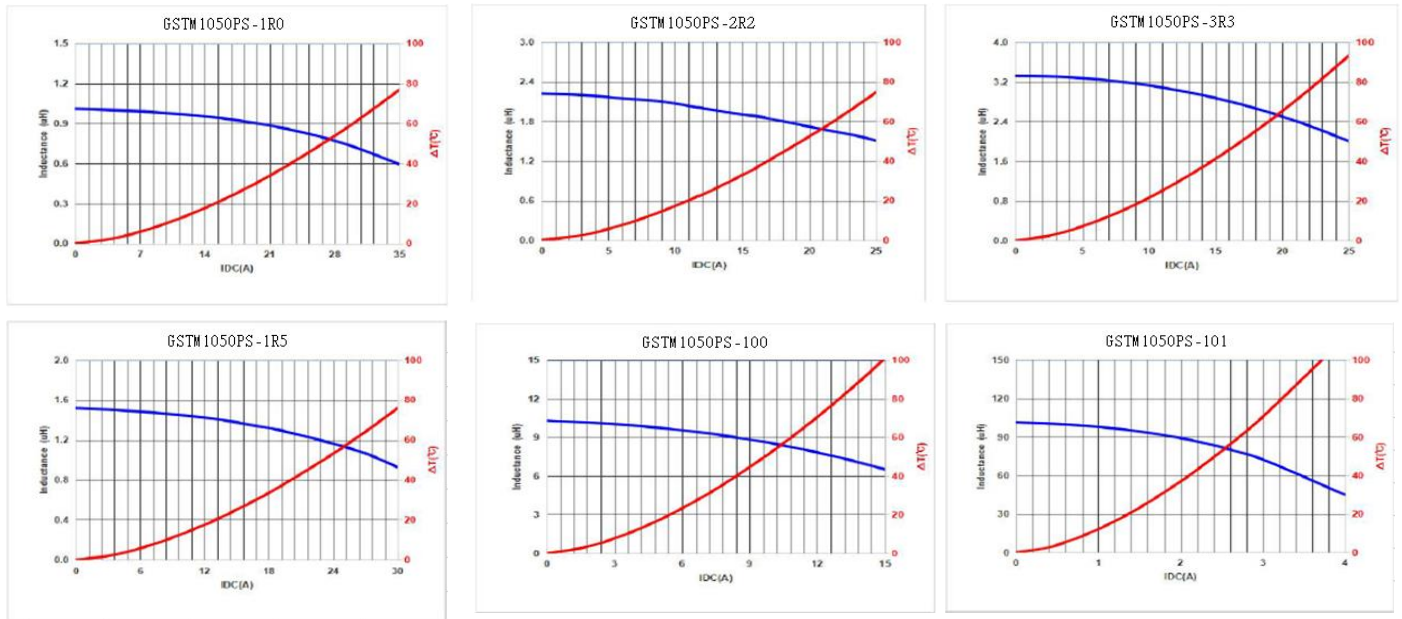 GSTM1050PS-1R0
1.5
1.2
0.9
0.6
0.3
0.0
Inductance (uH)
100
80
60
40
20
0
ΔT(℃)
0 7 14 21 28 35
IDC(A)
GSTM1050PS-2R2
3.0
2.4
1.8
1.2
0.6
0.0
Inductance (uH)
100
80
60
40
20
0
ΔT(℃)
0 5 10 15 20 25
IDC(A)
GSTM1050PS-3R3
4.0
3.2
2.4
1.6
0.8
0.0
Inductance (uH)
100
80
60
40
20
0
ΔT(℃)
0 5 10 15 20 25
IDC(A)
GSTM1050PS-1R5
2.0
1.6
1.2
0.8
0.4
0.0
Inductance (uH)
100
80
60
40
20
0
ΔT(℃)
0 6 12 18 24 30
IDC(A)
GSTM1050PS-100
15
12
9
6
3
0
Inductance (uH)
100
80
60
40
20
0
ΔT(℃)
0 3 6 9 12 15
IDC(A)
GSTM1050PS-101
150
120
90
60
30
0
Inductance (uH)
100
80
60
40
20
0
ΔT(℃)
0 1 2 3 4
IDC(A)